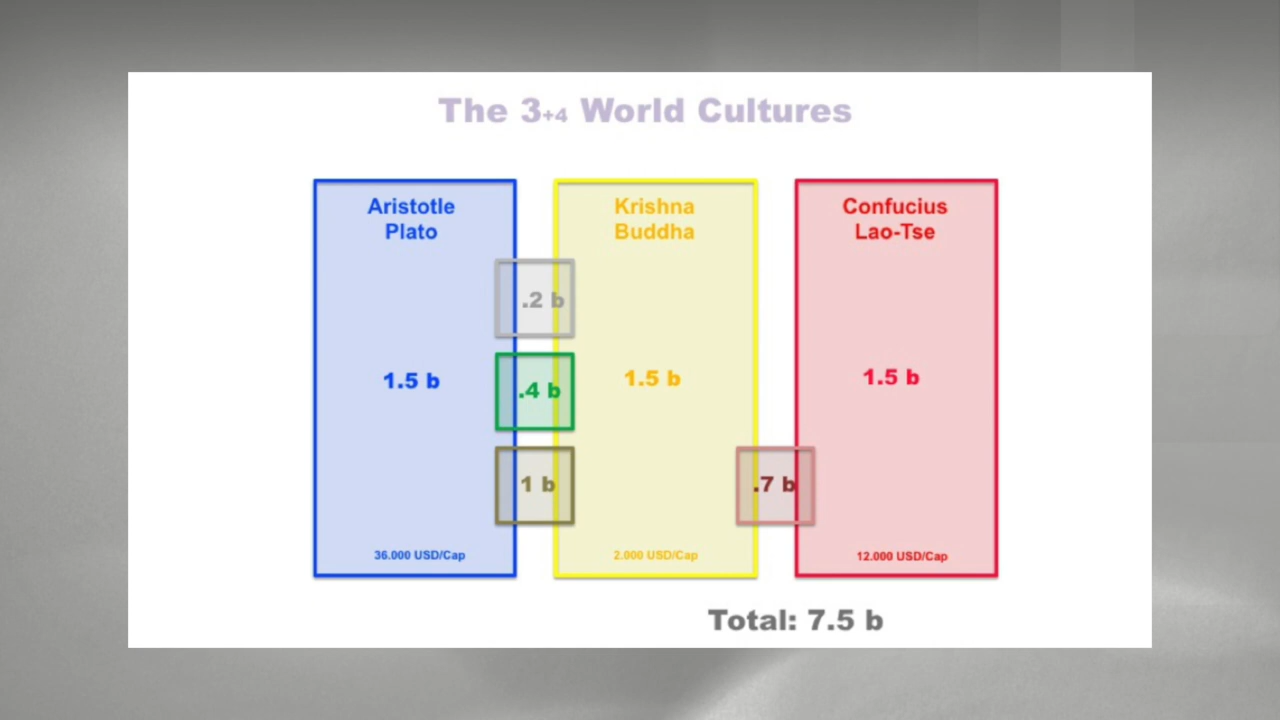 The 3+4 World Cultures
Aristotle
Plato
Krishna
Buddha
Confucius
Lao-Tse
.2 b
1.5 b
.4 b
1.5 b
1.5 b
1 b
.7 b
36.000 USD/Cap
2.000 USD/Cap
12.000 USD/Cap
Total: 7.5 b